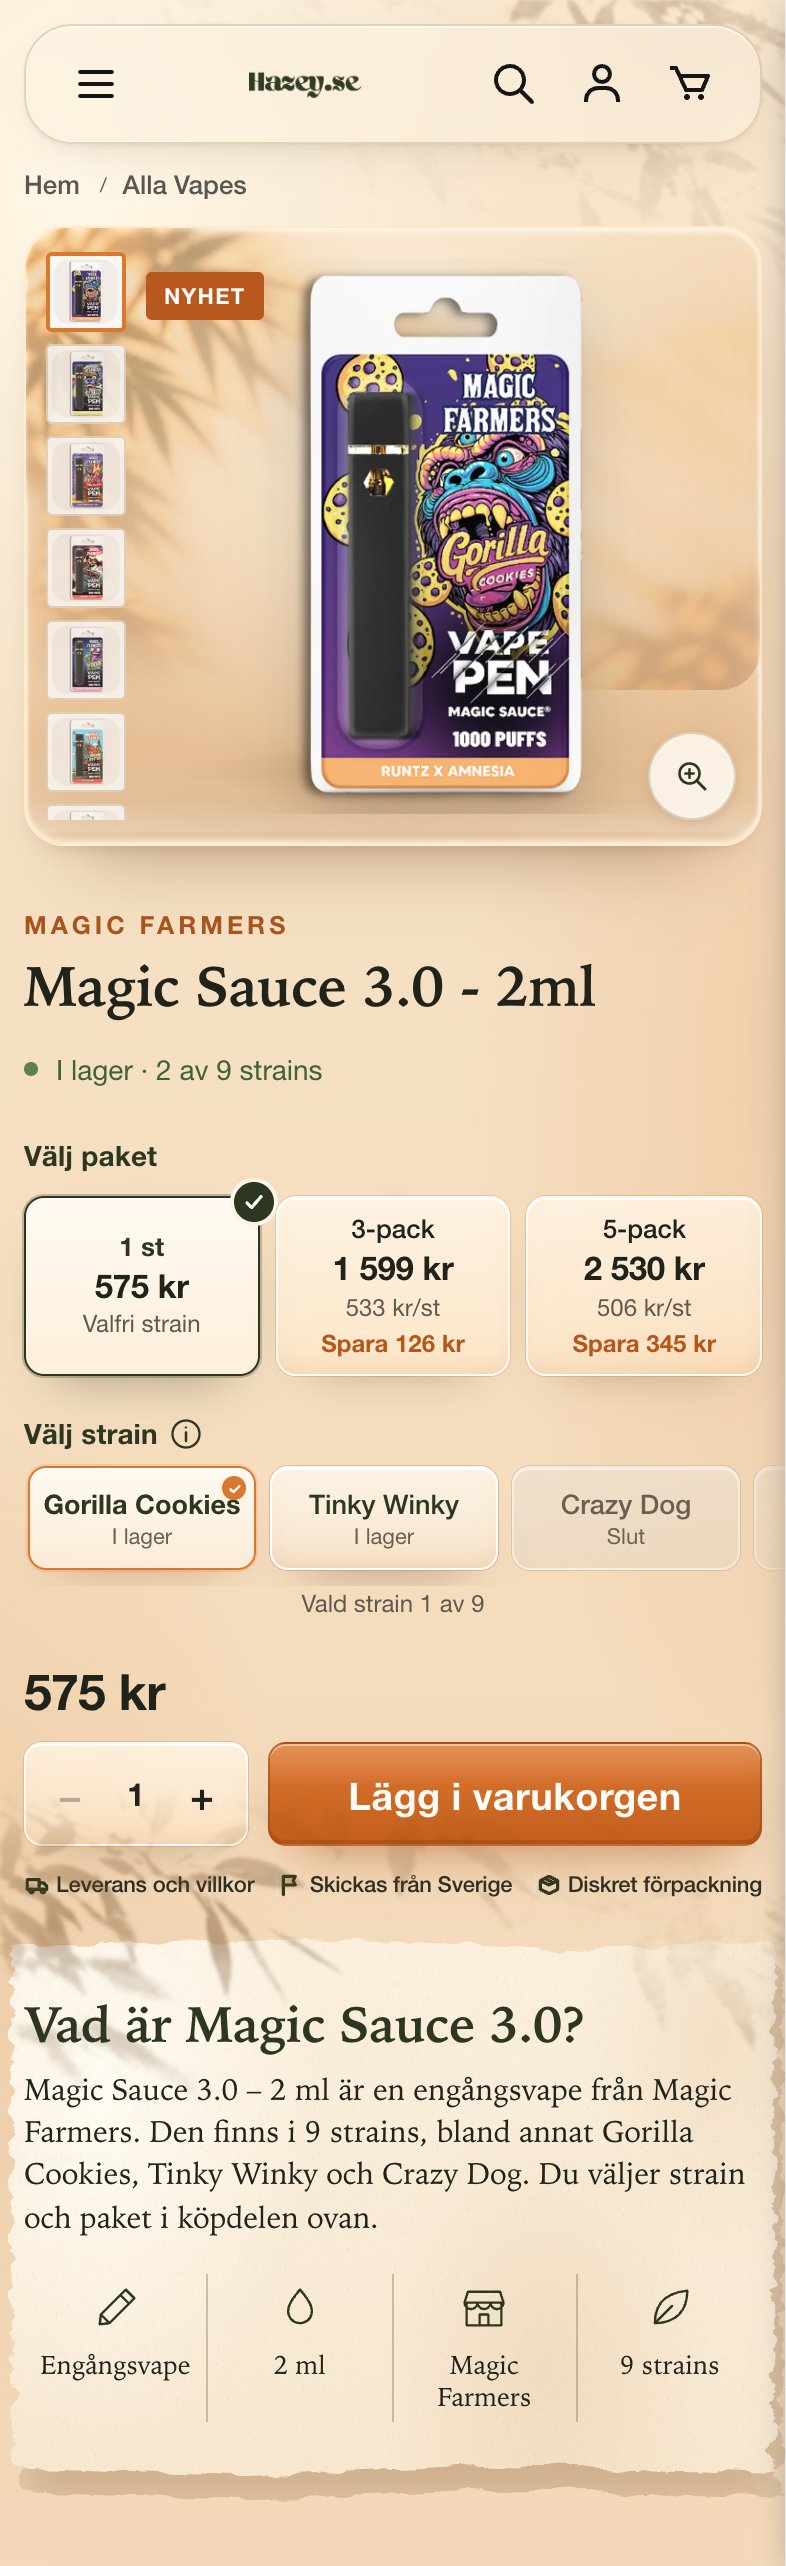 Hazey.se
Hem / Alla Vapes
NYHET
MAGIC
FARMERS
Gorilla
COOKIES
VAPE
PEN
MAGIC SAUCE®
1000 PUFFS
RUNTZ X AMNESIA
MAGIC FARMERS
Magic Sauce 3.0 - 2ml
I lager · 2 av 9 strains
Välj paket
1 st
575 kr
Valfri strain
3-pack
1 599 kr
533 kr/st
Spara 126 kr
5-pack
2 530 kr
506 kr/st
Spara 345 kr
Välj strain
Gorilla Cookies
I lager
Tinky Winky
I lager
Crazy Dog
Slut
Vald strain 1 av 9
575 kr
− 1 +
Lägg i varukorgen
Leverans och villkor
Skickas från Sverige
Diskret förpackning
Vad är Magic Sauce 3.0?
Magic Sauce 3.0 – 2 ml är en engångsvape från Magic
Farmers. Den finns i 9 strains, bland annat Gorilla
Cookies, Tinky Winky och Crazy Dog. Du väljer strain
och paket i köpdelen ovan.
Engångsvape
2 ml
Magic
Farmers
9 strains